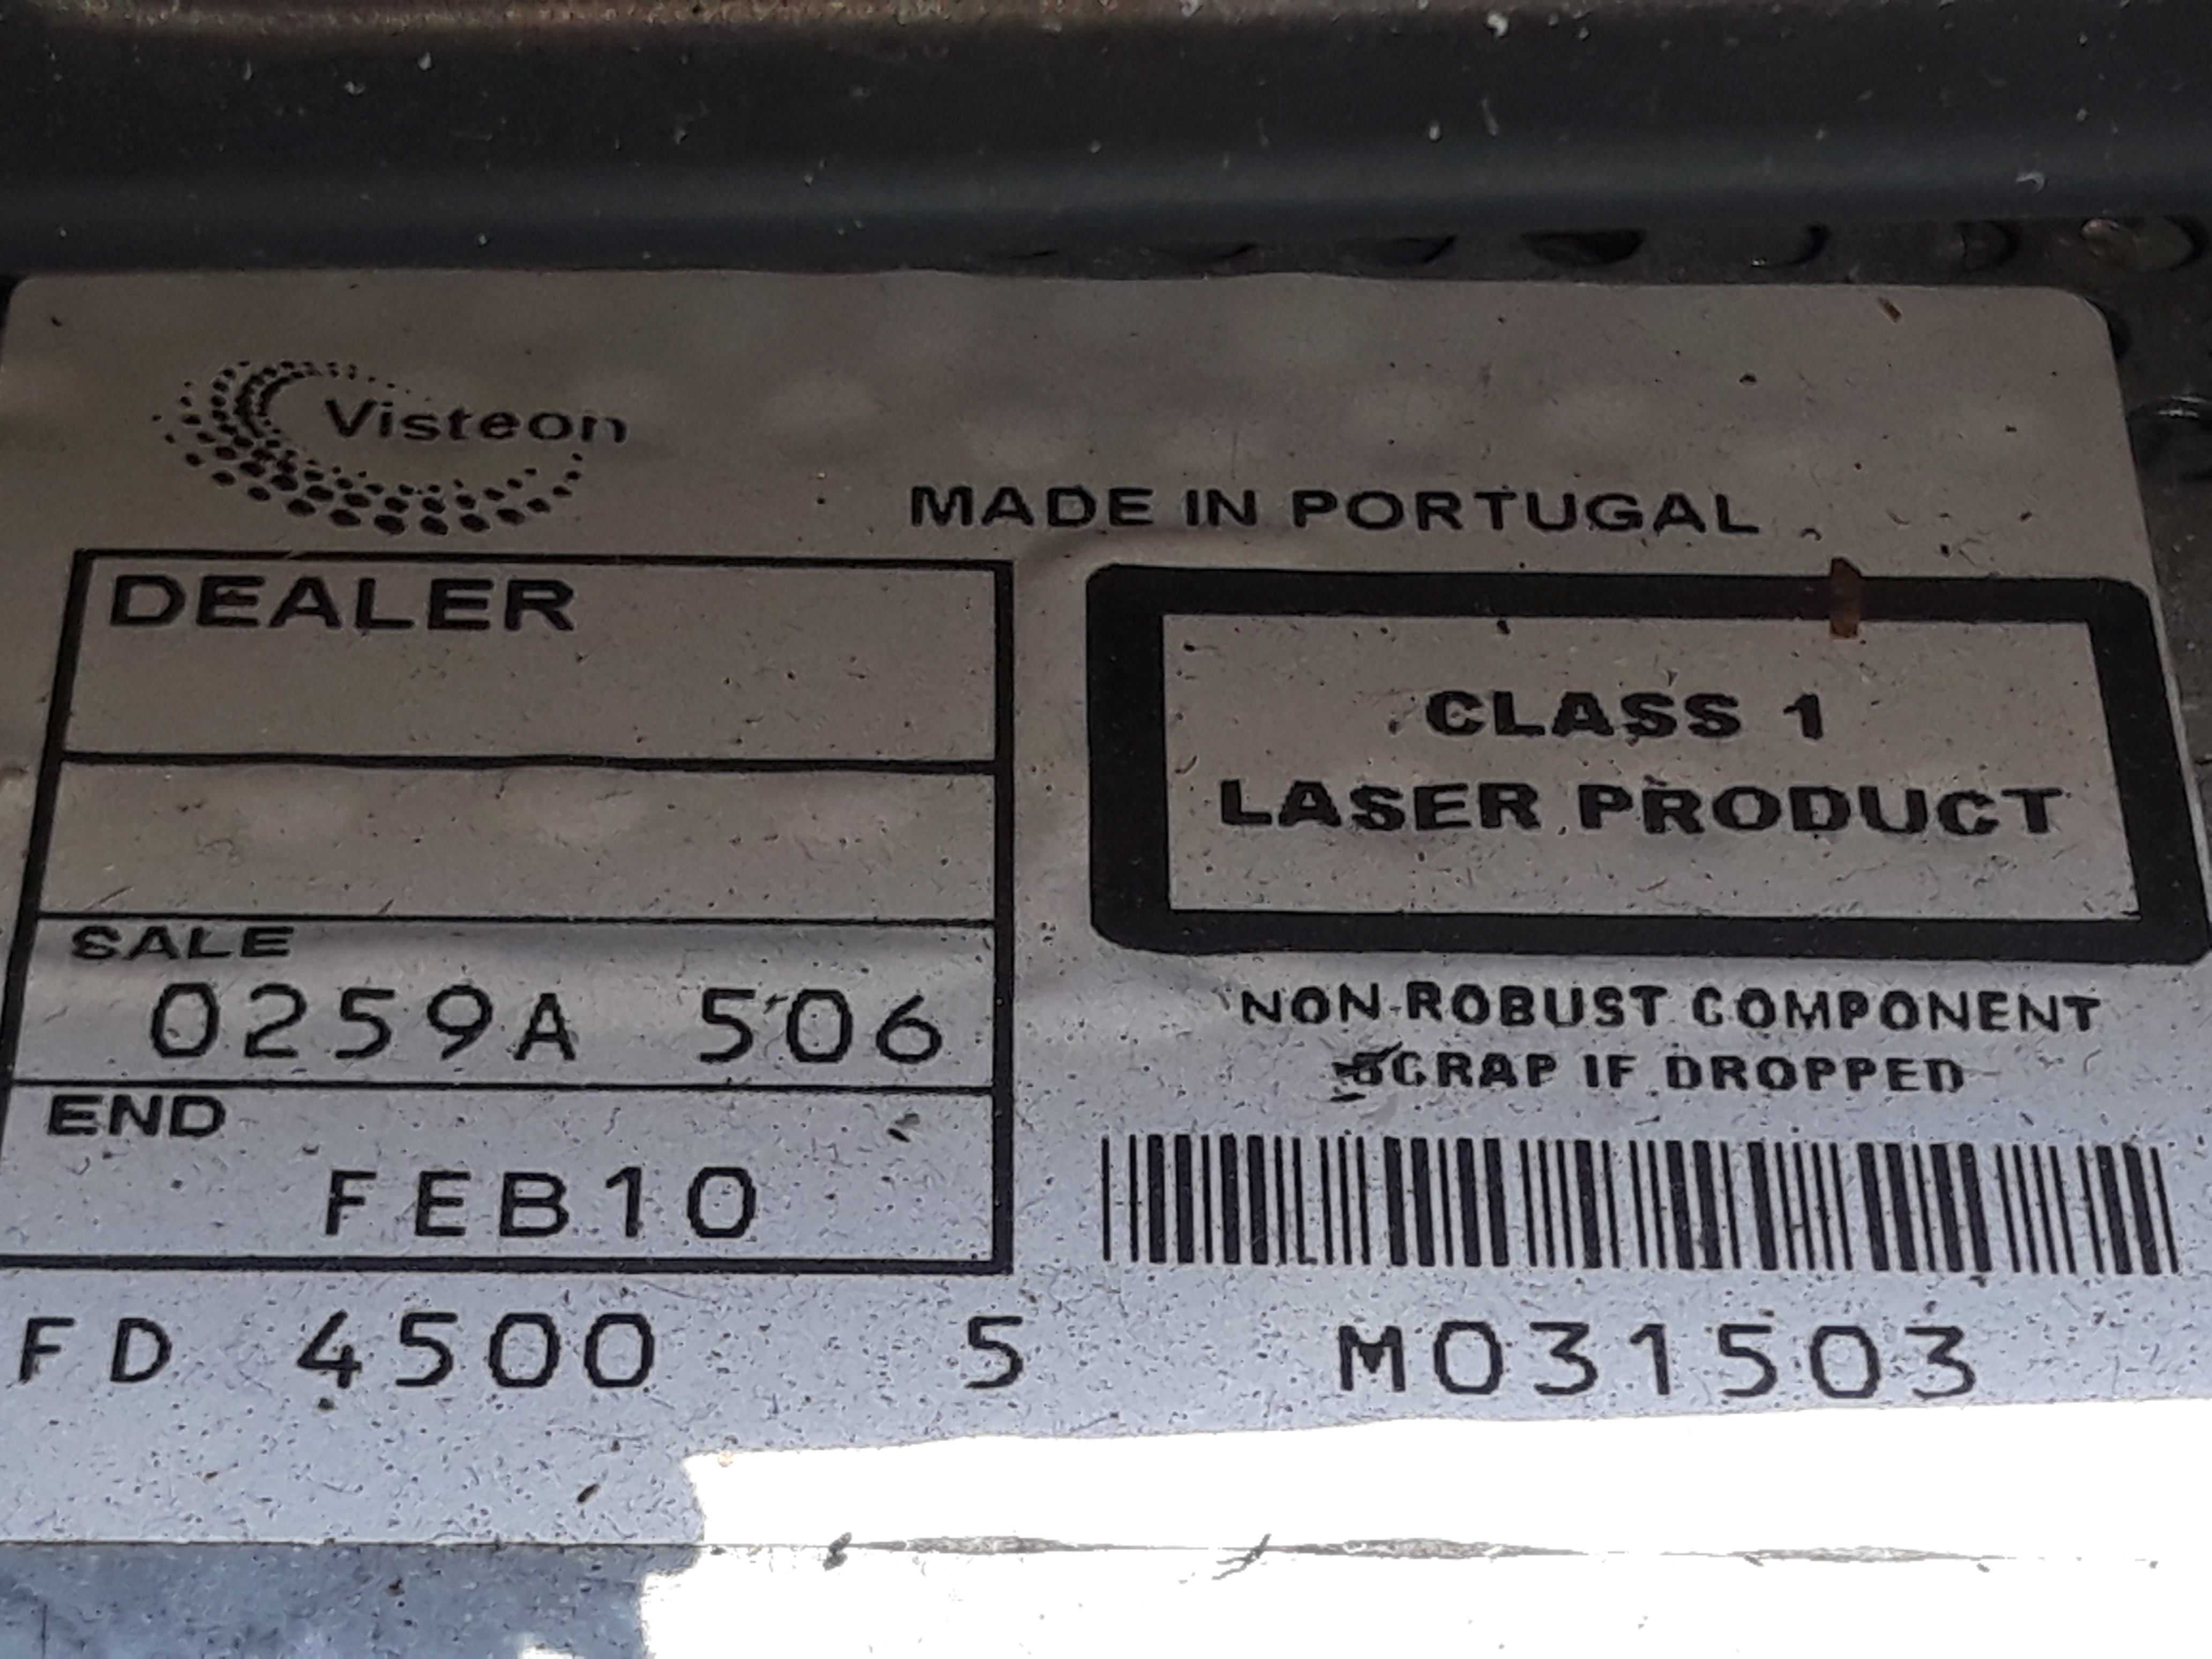 Visteon
MADE IN PORTUGAL
DEALER
CLASS 1
LASER PRODUCT
SALE
0259A 506
NON-ROBUST COMPONENT
SCRAP IF DROPPED
END
FEB10
FD 4500 5 M031503